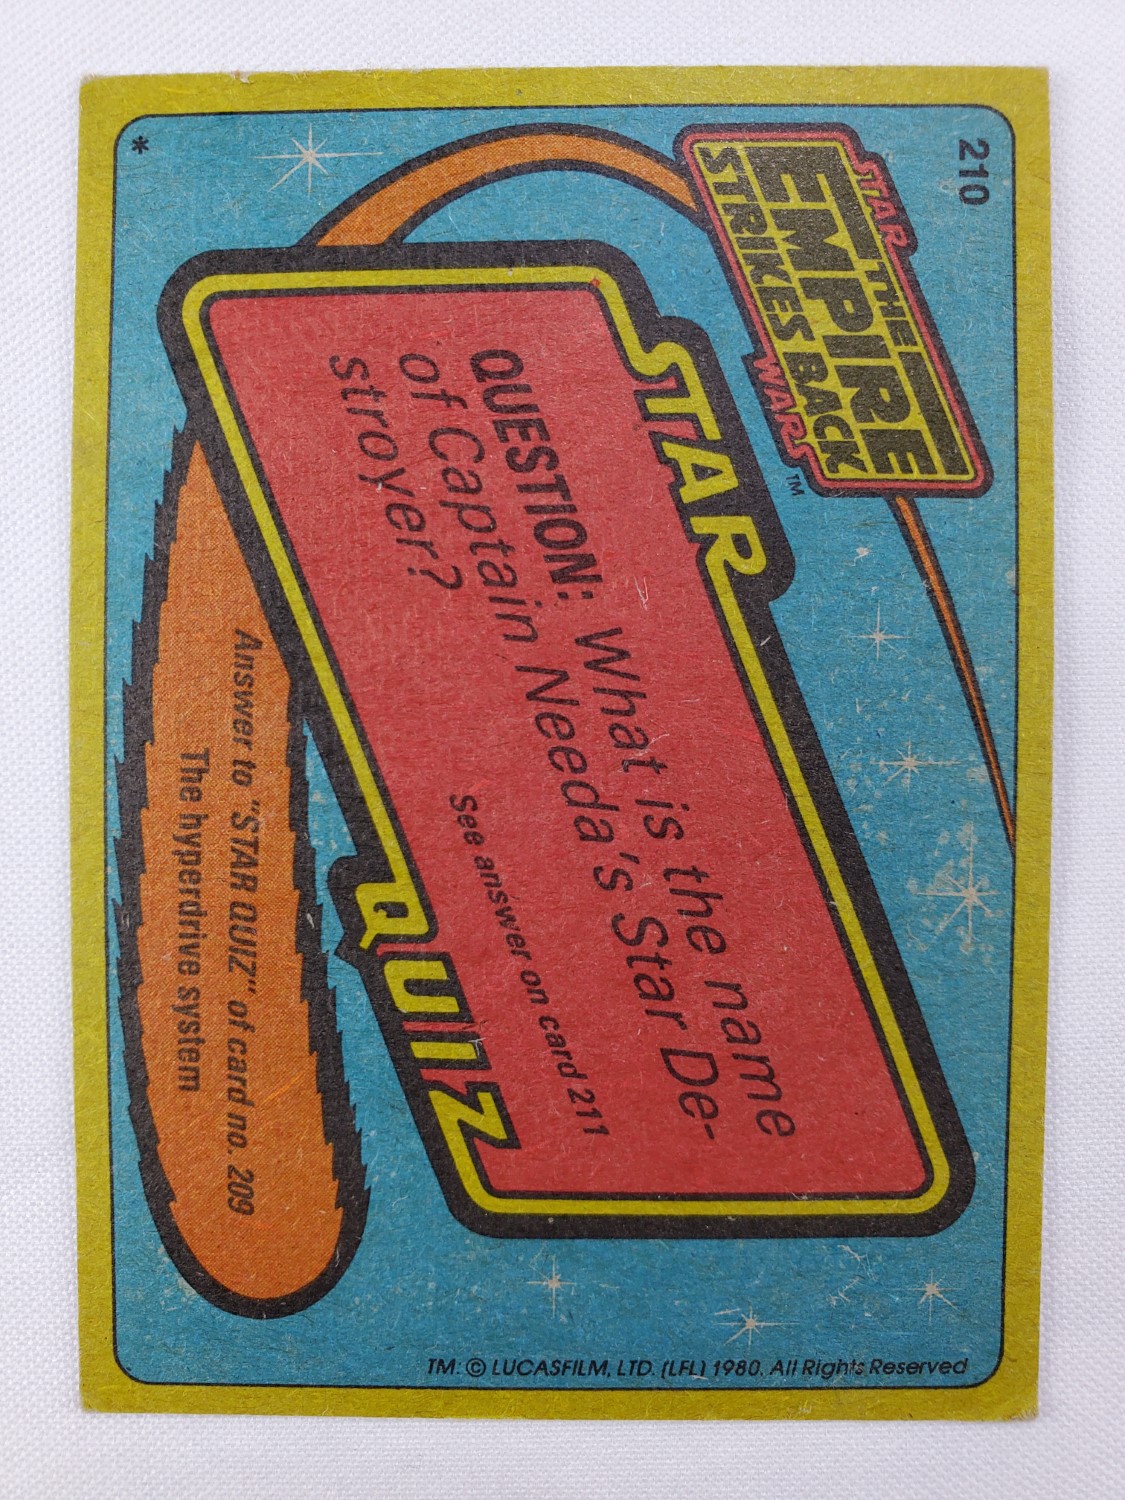 210
STAR
THE
EMPIRE
STRIKES BACK
WARS™
STAR
QUESTION: What is the name
of Captain Needa's Star De-
stroyer?
See answer on card 211
QUIZ
Answer to "STAR QUIZ" of card no. 209
The hyperdrive system
*
TM: © LUCASFILM, LTD. (LFL) 1980. All Rights Reserved